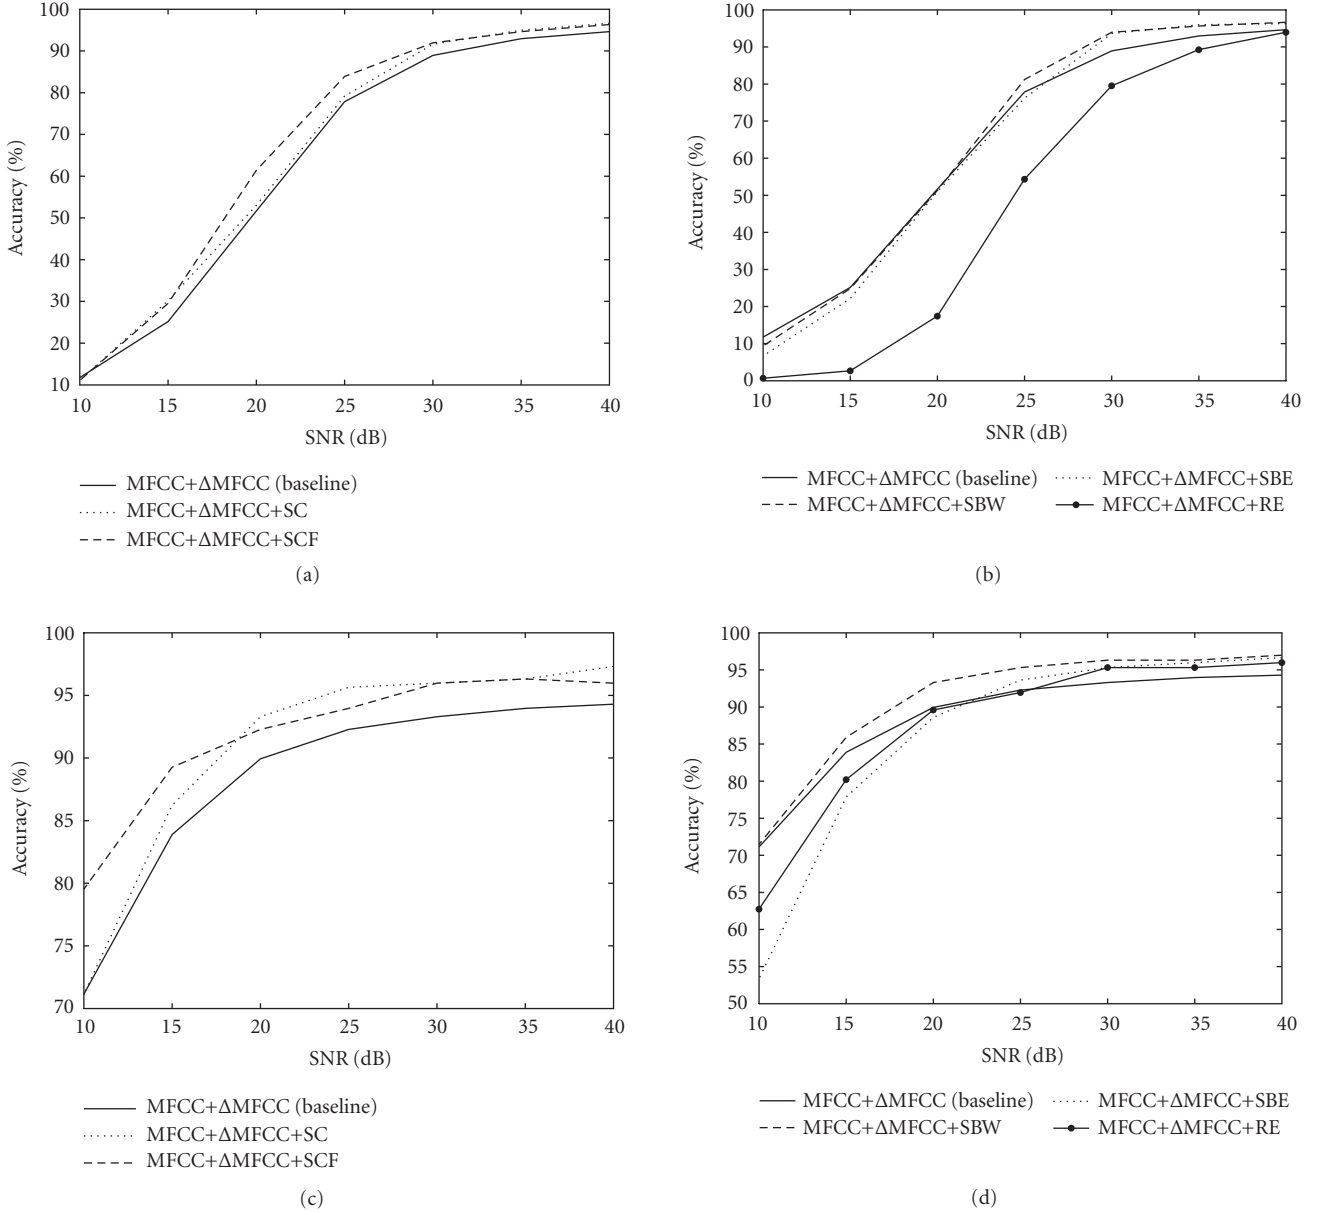 100
90
80
70
60
50
40
30
20
10
Accuracy (%)
10 15 20 25 30 35 40
SNR (dB)
MFCC+ΔMFCC (baseline)
MFCC+ΔMFCC+SC
MFCC+ΔMFCC+SCF
(a)
100
90
80
70
60
50
40
30
20
10
0
Accuracy (%)
10 15 20 25 30 35 40
SNR (dB)
MFCC+ΔMFCC (baseline) MFCC+ΔMFCC+SBE
MFCC+ΔMFCC+SBW MFCC+ΔMFCC+RE
(b)
100
95
90
85
80
75
70
Accuracy (%)
10 15 20 25 30 35 40
SNR (dB)
MFCC+ΔMFCC (baseline)
MFCC+ΔMFCC+SC
MFCC+ΔMFCC+SCF
(c)
100
95
90
85
80
75
70
65
60
55
50
Accuracy (%)
10 15 20 25 30 35 40
SNR (dB)
MFCC+ΔMFCC (baseline) MFCC+ΔMFCC+SBE
MFCC+ΔMFCC+SBW MFCC+ΔMFCC+RE
(d)